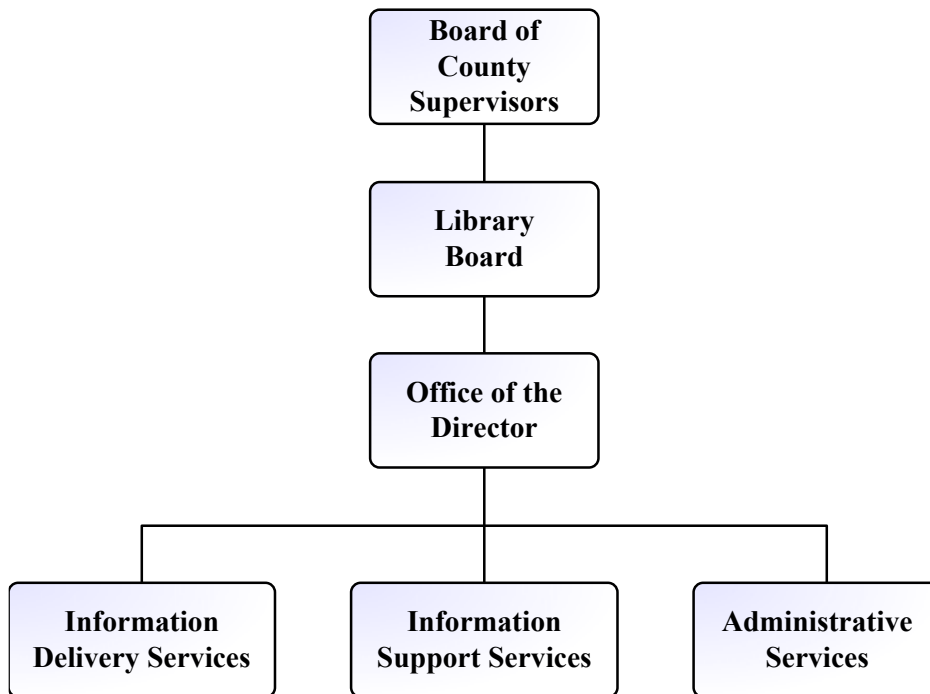 Board of
County
Supervisors
Library
Board
Office of the
Director
Information
Delivery Services
Information
Support Services
Administrative
Services